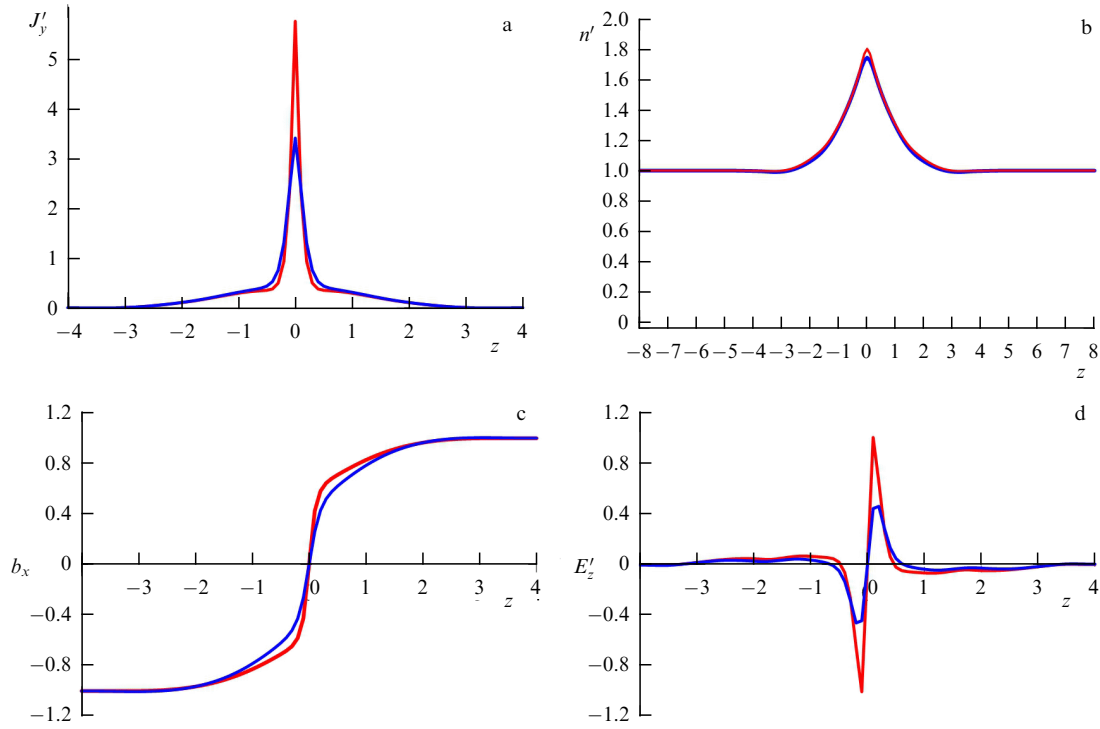 J′y a
5
4
3
2
1
0
−4 −3 −2 −1 0 1 2 3 4
z
n′ b
2.0
1.8
1.6
1.4
1.2
1.0
0.8
0.6
0.4
0.2
0
−8 −7 −6 −5 −4 −3 −2 −1 0 1 2 3 4 5 6 7 8
z
c
1.2
0.8
0.4
0
bx
−0.4
−0.8
−1.2
−3 −2 −1 0 1 2 3 4
z
d
1.2
0.8
0.4
0
E′z
−0.4
−0.8
−1.2
−3 −2 −1 0 1 2 3 4
z